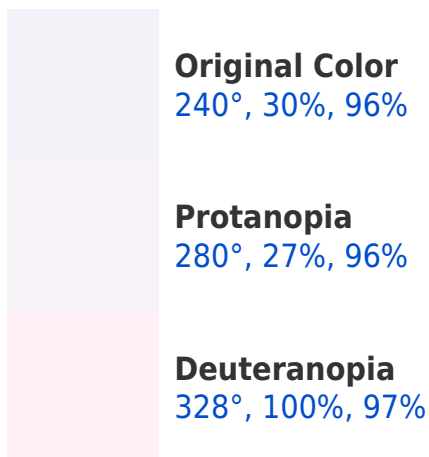 Original Color
240°, 30%, 96%
Protanopia
280°, 27%, 96%
Deuteranopia
328°, 100%, 97%